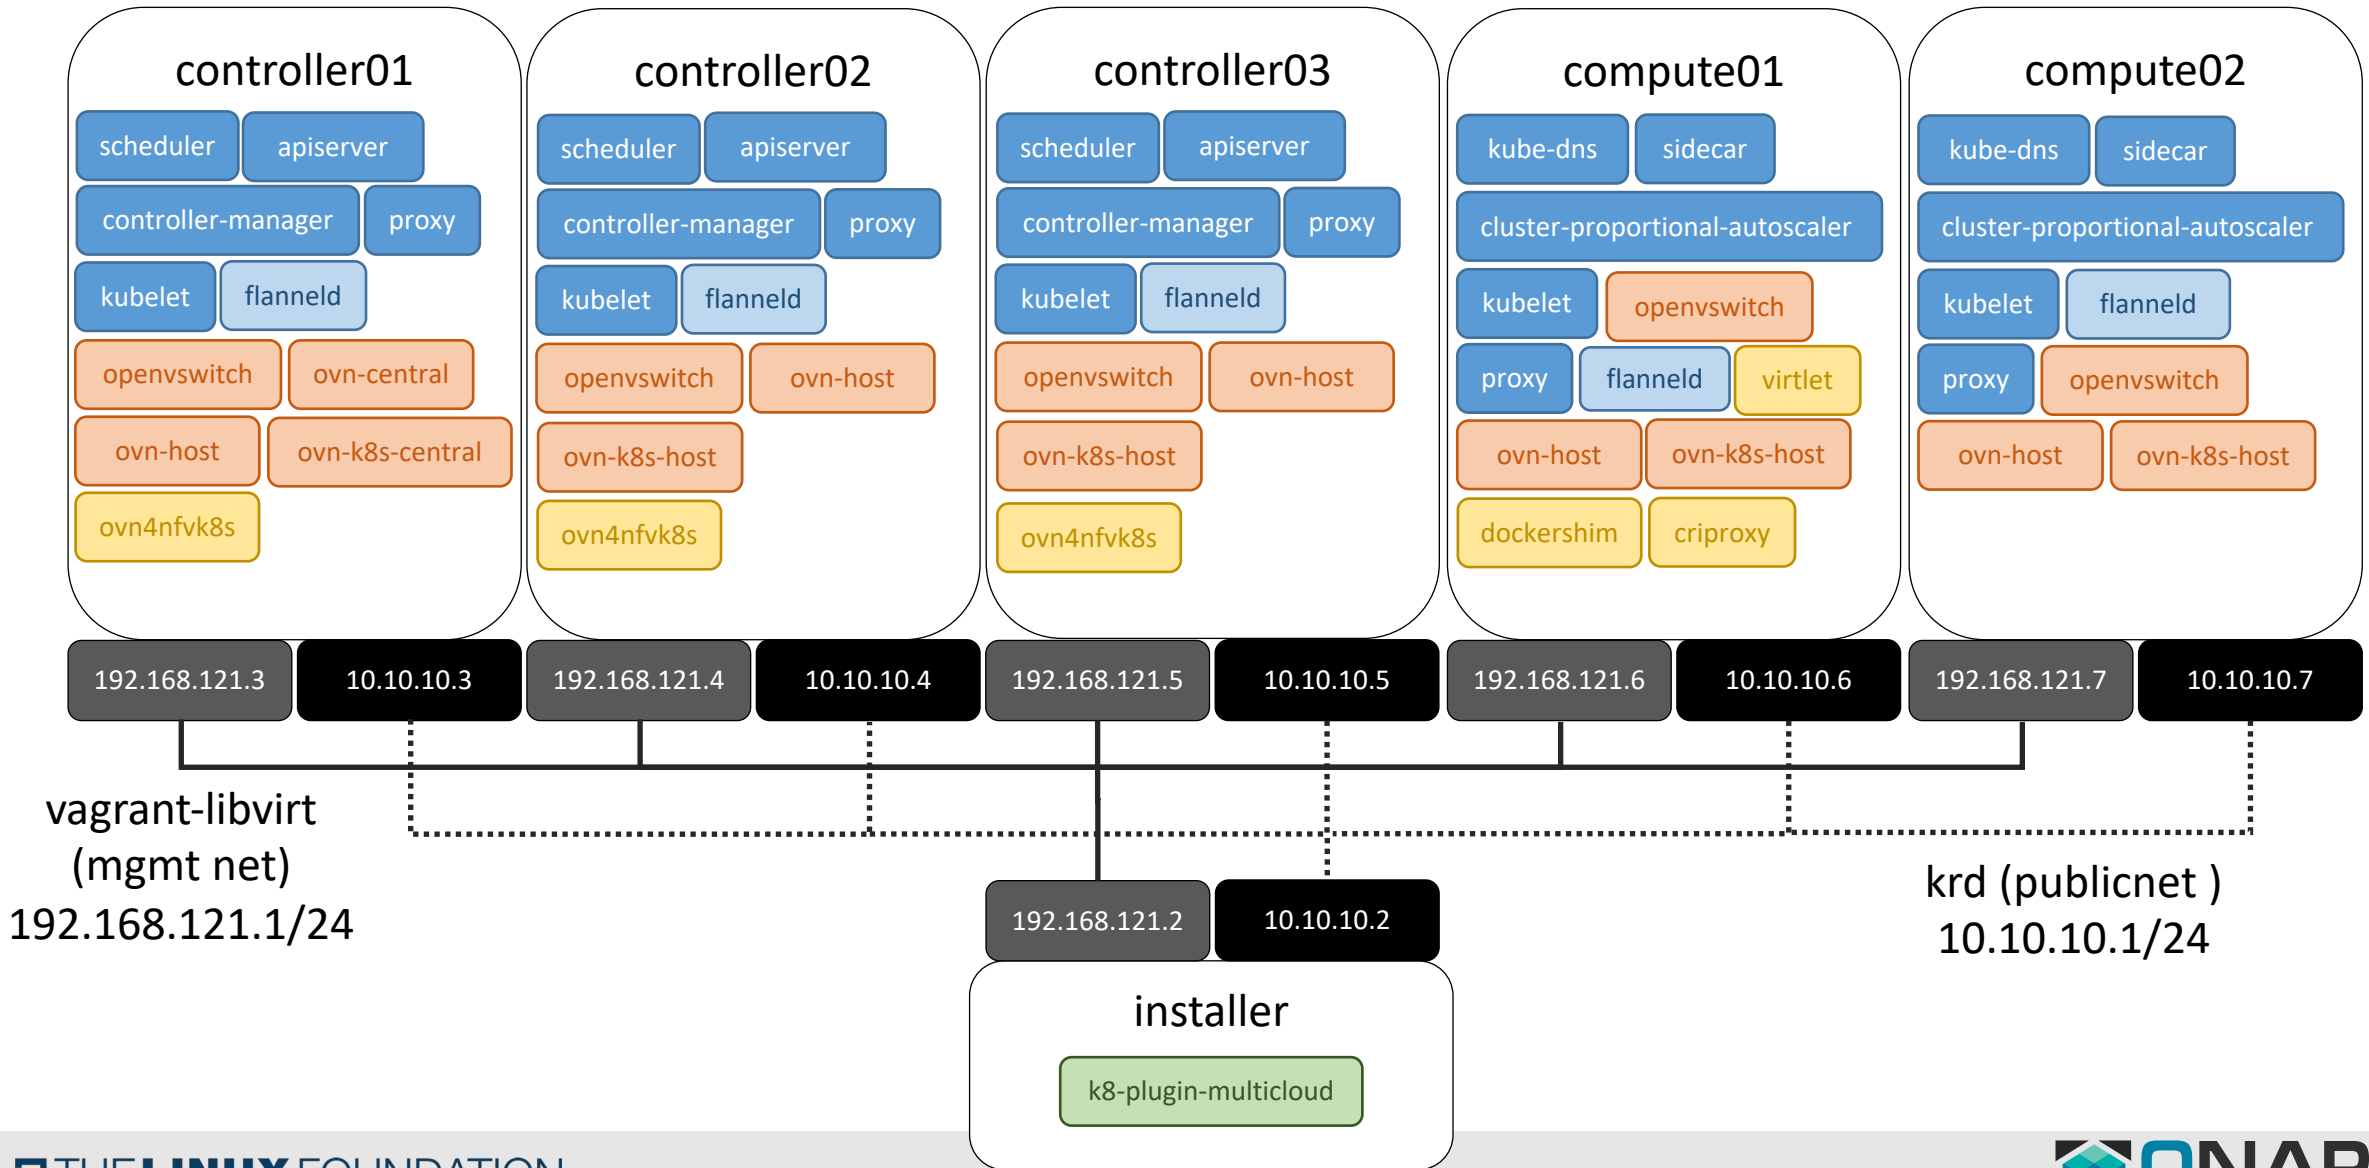 controller01
scheduler
apiserver
controller-manager
proxy
kubelet
flanneld
openvswitch
ovn-central
ovn-host
ovn-k8s-central
ovn4nfvk8s
192.168.121.3
10.10.10.3
controller02
scheduler
apiserver
controller-manager
proxy
kubelet
flanneld
openvswitch
ovn-host
ovn-k8s-host
ovn4nfvk8s
192.168.121.4
10.10.10.4
controller03
scheduler
apiserver
controller-manager
proxy
kubelet
flanneld
openvswitch
ovn-host
ovn-k8s-host
ovn4nfvk8s
192.168.121.5
10.10.10.5
compute01
kube-dns
sidecar
cluster-proportional-autoscaler
kubelet
openvswitch
proxy
flanneld
virtlet
ovn-host
ovn-k8s-host
dockershim
criproxy
192.168.121.6
10.10.10.6
compute02
kube-dns
sidecar
cluster-proportional-autoscaler
kubelet
flanneld
proxy
openvswitch
ovn-host
ovn-k8s-host
192.168.121.7
10.10.10.7
vagrant-libvirt
(mgmt net)
192.168.121.1/24
krd (publicnet )
10.10.10.1/24
192.168.121.2
10.10.10.2
installer
k8-plugin-multicloud
THE LINUX FOUNDATION
ONAP